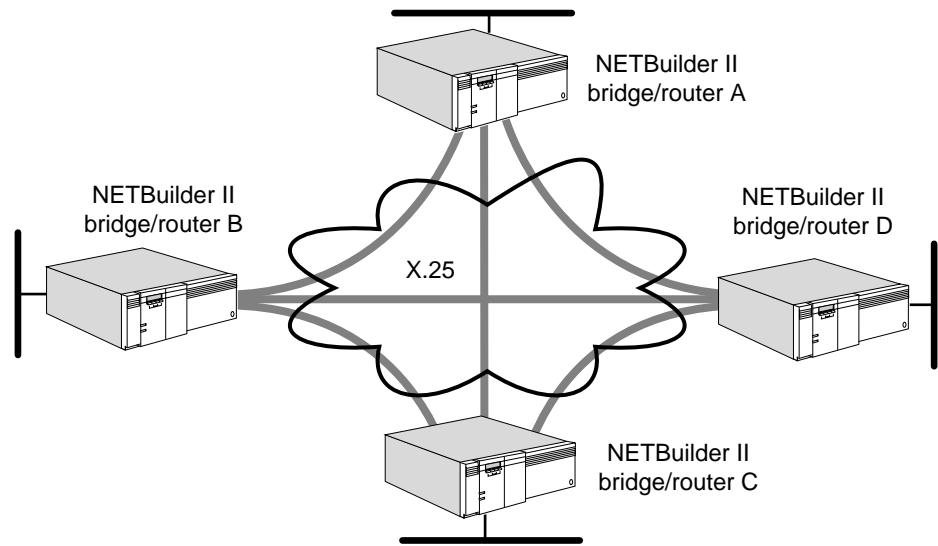 NETBuilder II
bridge/router A
NETBuilder II
bridge/router B
NETBuilder II
bridge/router D
X.25
NETBuilder II
bridge/router C